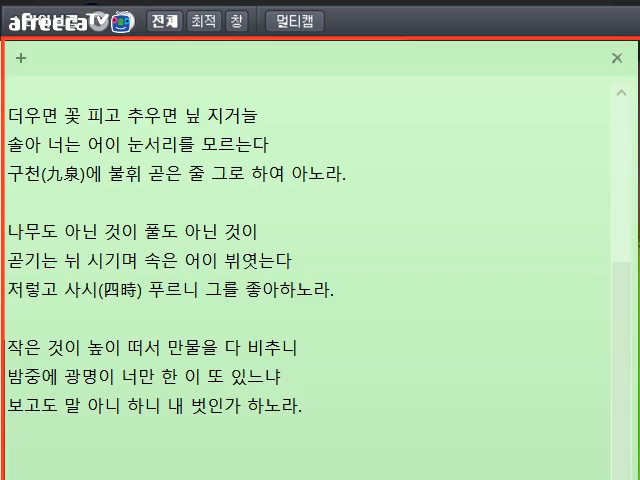 afreeca TV
전체 최적 창 멀티캠
더우면 꽃 피고 추우면 닢 지거늘
솔아 너는 어이 눈서리를 모르는다
구천(九泉)에 불휘 곧은 줄 그로 하여 아노라.
나무도 아닌 것이 풀도 아닌 것이
곧기는 뉘 시기며 속은 어이 뷔엿는다
저렇고 사시(四時) 푸르니 그를 좋아하노라.
작은 것이 높이 떠서 만물을 다 비추니
밤중에 광명이 너만 한 이 또 있느냐
보고도 말 아니 하니 내 벗인가 하노라.